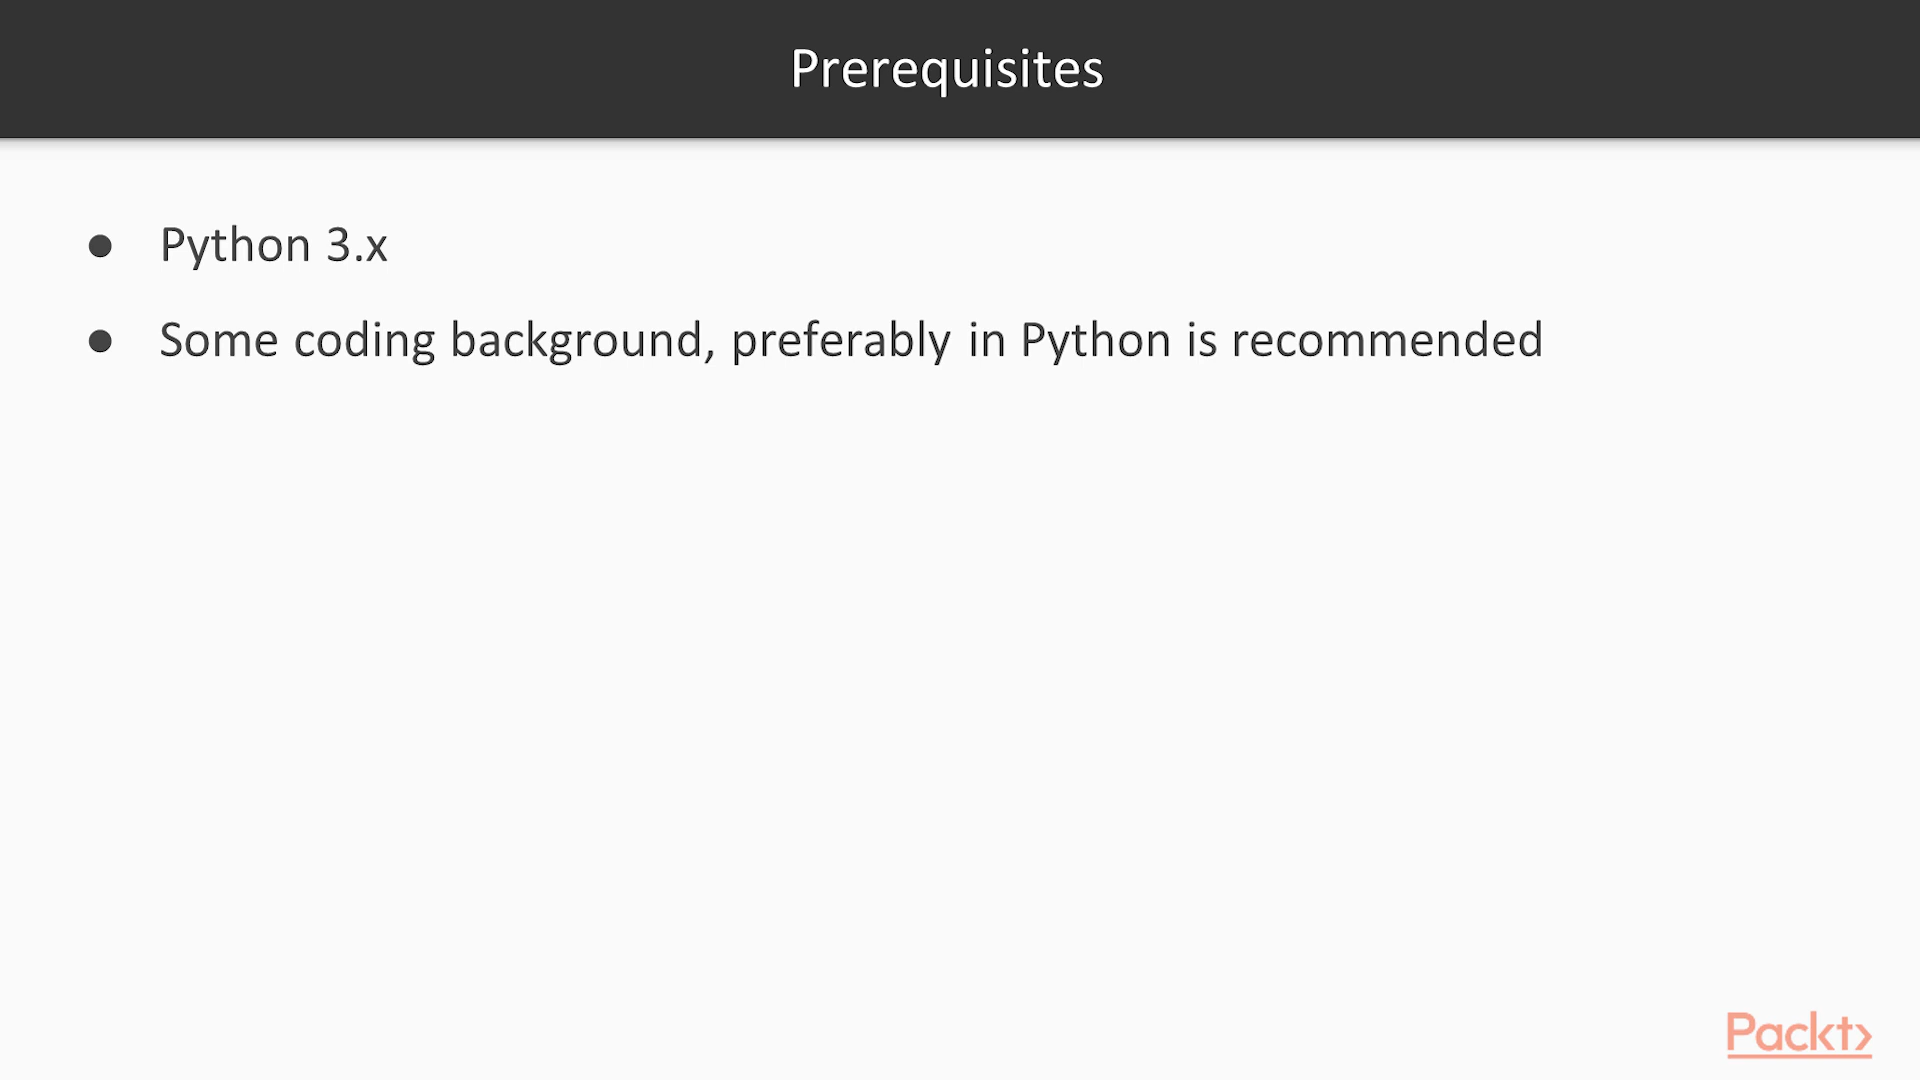 Prerequisites
● Python 3.x
● Some coding background, preferably in Python is recommended
Packt>